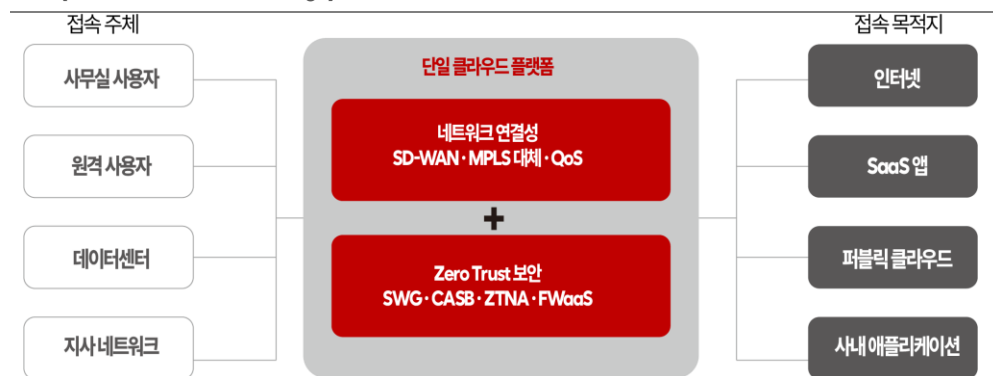 접속 주체
사무실 사용자
원격 사용자
데이터센터
지사 네트워크
단일 클라우드 플랫폼
네트워크 연결성
SD-WAN · MPLS 대체 · QoS
+
Zero Trust 보안
SWG · CASB · ZTNA · FWaaS
접속 목적지
인터넷
SaaS 앱
퍼블릭 클라우드
사내 애플리케이션